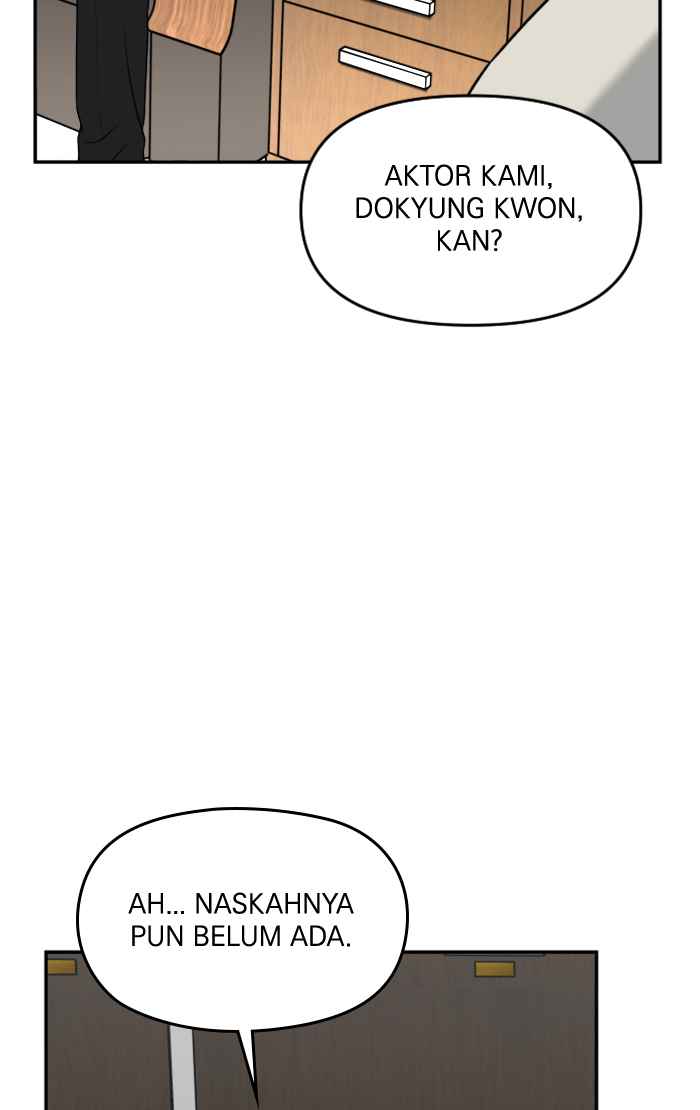 AKTOR KAMI,
DOKYUNG KWON,
KAN?
AH... NASKAHNYA
PUN BELUM ADA.